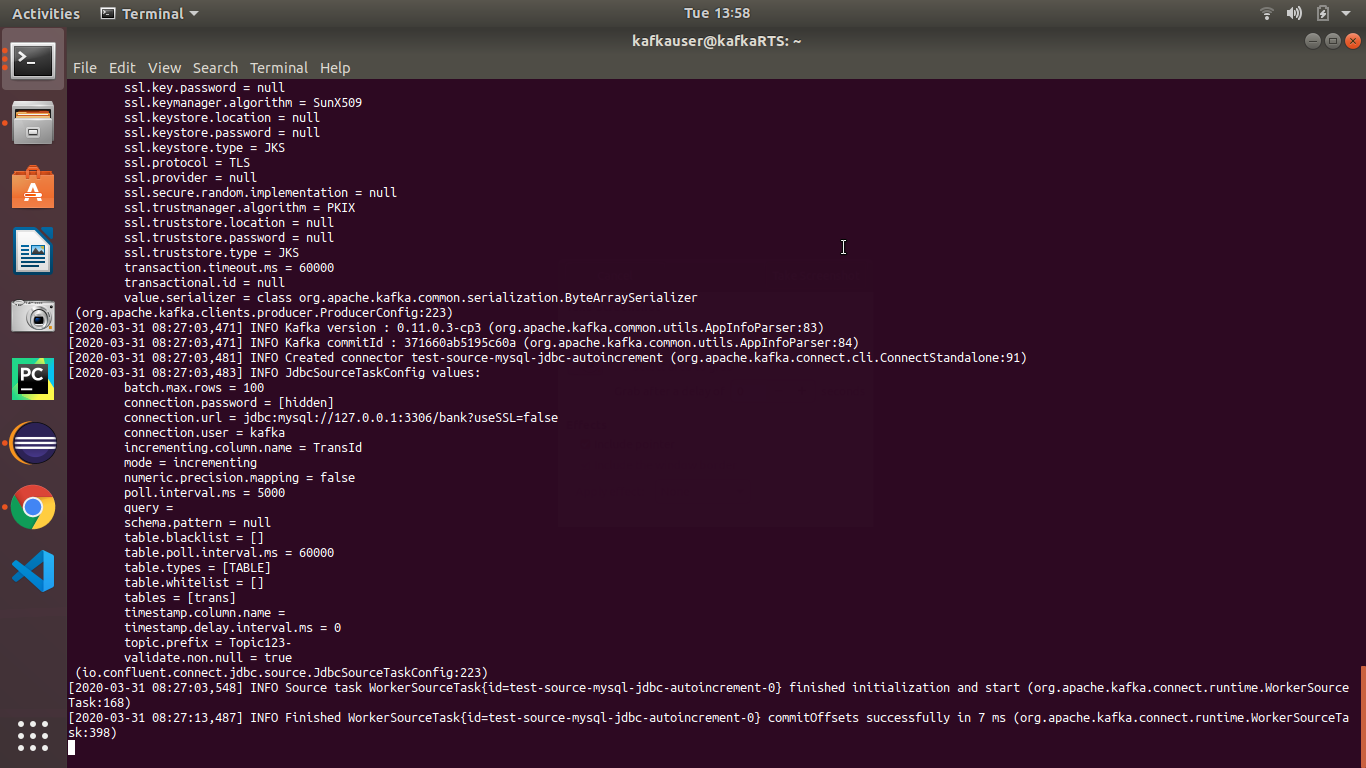 Activities
Terminal
Tue 13:58
kafkauser@kafkaRTS: ~
File Edit View Search Terminal Help
ssl.key.password = null
ssl.keymanager.algorithm = SunX509
ssl.keystore.location = null
ssl.keystore.password = null
ssl.keystore.type = JKS
ssl.protocol = TLS
ssl.provider = null
ssl.secure.random.implementation = null
ssl.trustmanager.algorithm = PKIX
ssl.truststore.location = null
ssl.truststore.password = null
ssl.truststore.type = JKS
transaction.timeout.ms = 60000
transactional.id = null
value.serializer = class org.apache.kafka.common.serialization.ByteArraySerializer
(org.apache.kafka.clients.producer.ProducerConfig:223)
[2020-03-31 08:27:03,471] INFO Kafka version : 0.11.0.3-cp3 (org.apache.kafka.common.utils.AppInfoParser:83)
[2020-03-31 08:27:03,471] INFO Kafka commitId : 371660ab5195c60a (org.apache.kafka.common.utils.AppInfoParser:84)
[2020-03-31 08:27:03,481] INFO Created connector test-source-mysql-jdbc-autoincrement (org.apache.kafka.connect.cli.ConnectStandalone:91)
[2020-03-31 08:27:03,483] INFO JdbcSourceTaskConfig values:
batch.max.rows = 100
connection.password = [hidden]
connection.url = jdbc:mysql://127.0.0.1:3306/bank?useSSL=false
connection.user = kafka
incrementing.column.name = TransId
mode = incrementing
numeric.precision.mapping = false
poll.interval.ms = 5000
query =
schema.pattern = null
table.blacklist = []
table.poll.interval.ms = 60000
table.types = [TABLE]
table.whitelist = []
tables = [trans]
timestamp.column.name =
timestamp.delay.interval.ms = 0
topic.prefix = Topic123-
validate.non.null = true
(io.confluent.connect.jdbc.source.JdbcSourceTaskConfig:223)
[2020-03-31 08:27:03,548] INFO Source task WorkerSourceTask{id=test-source-mysql-jdbc-autoincrement-0} finished initialization and start (org.apache.kafka.connect.runtime.WorkerSource
Task:168)
[2020-03-31 08:27:13,487] INFO Finished WorkerSourceTask{id=test-source-mysql-jdbc-autoincrement-0} commitOffsets successfully in 7 ms (org.apache.kafka.connect.runtime.WorkerSourceTa
sk:398)
PC